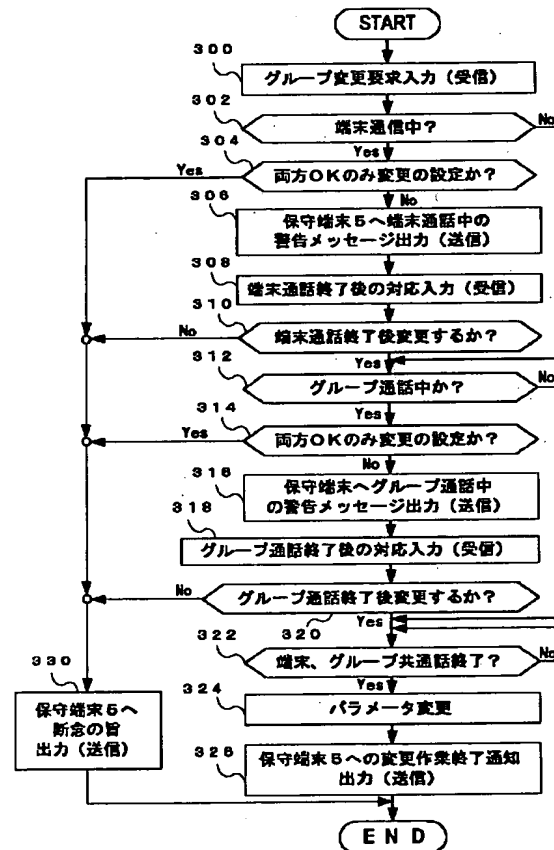 START
300
グループ変更要求入力(受信)
302
端末通信中?
No
Yes
304
両方OKのみ変更の設定か?
Yes
No
306
保守端末5へ端末通話中の
警告メッセージ出力(送信)
308
端末通話終了後の対応入力(受信)
310
端末通話終了後変更するか?
No
Yes
312
グループ通話中か?
No
Yes
314
両方OKのみ変更の設定か?
Yes
No
316
保守端末へグループ通話中
の警告メッセージ出力(送信)
318
グループ通話終了後の対応入力(受信)
グループ通話終了後変更するか?
No
320
Yes
322
端末、グループ共通話終了?
No
Yes
324
パラメータ変更
330
保守端末5へ
断念の旨
出力(送信)
326
保守端末5への変更作業終了通知
出力(送信)
END